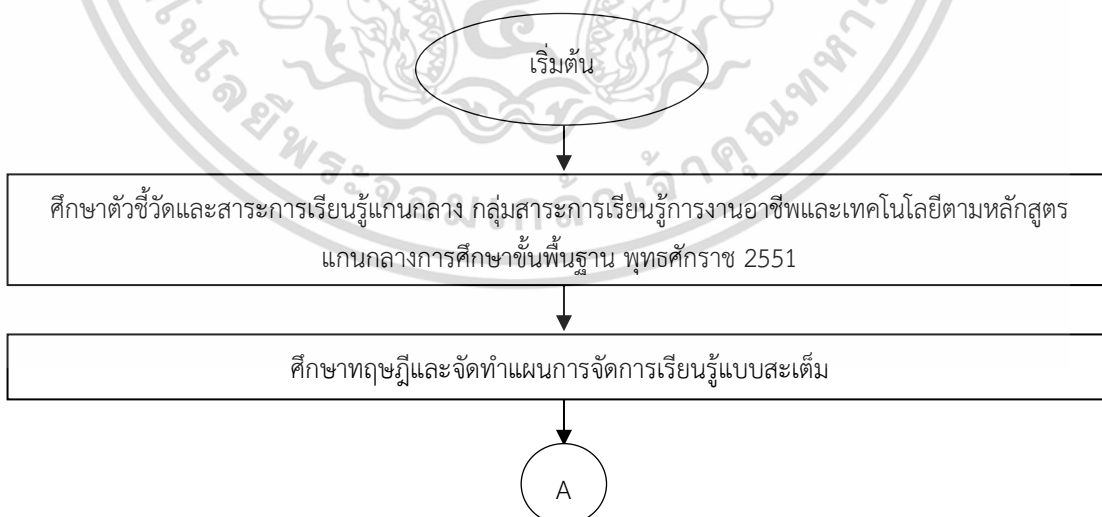 เริ่มต้น
ศึกษาตัวชี้วัดและสาระการเรียนรู้แกนกลาง กลุ่มสาระการเรียนรู้การงานอาชีพและเทคโนโลยีตามหลักสูตร
แกนกลางการศึกษาขั้นพื้นฐาน พุทธศักราช 2551
ศึกษาทฤษฎีและจัดทำแผนการจัดการเรียนรู้แบบสะเต็ม
A